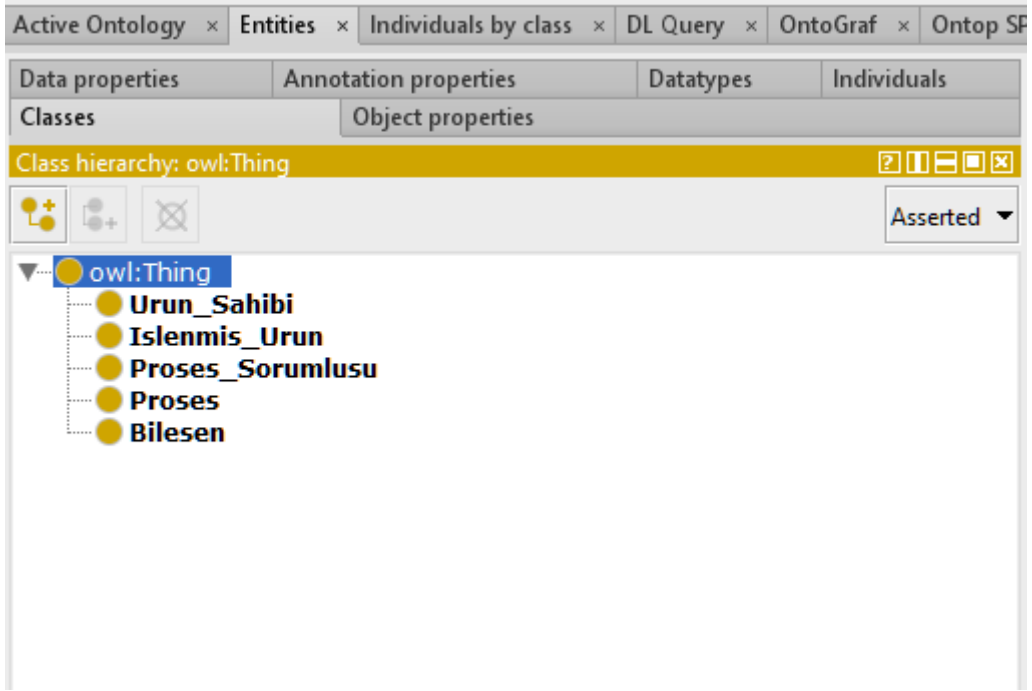 Active Ontology × Entities × Individuals by class × DL Query × OntoGraf × Ontop SP
Data properties Annotation properties Datatypes Individuals
Classes Object properties
Class hierarchy: owl:Thing
Asserted
owl:Thing
Urun_Sahibi
Islenmis_Urun
Proses_Sorumlusu
Proses
Bilesen